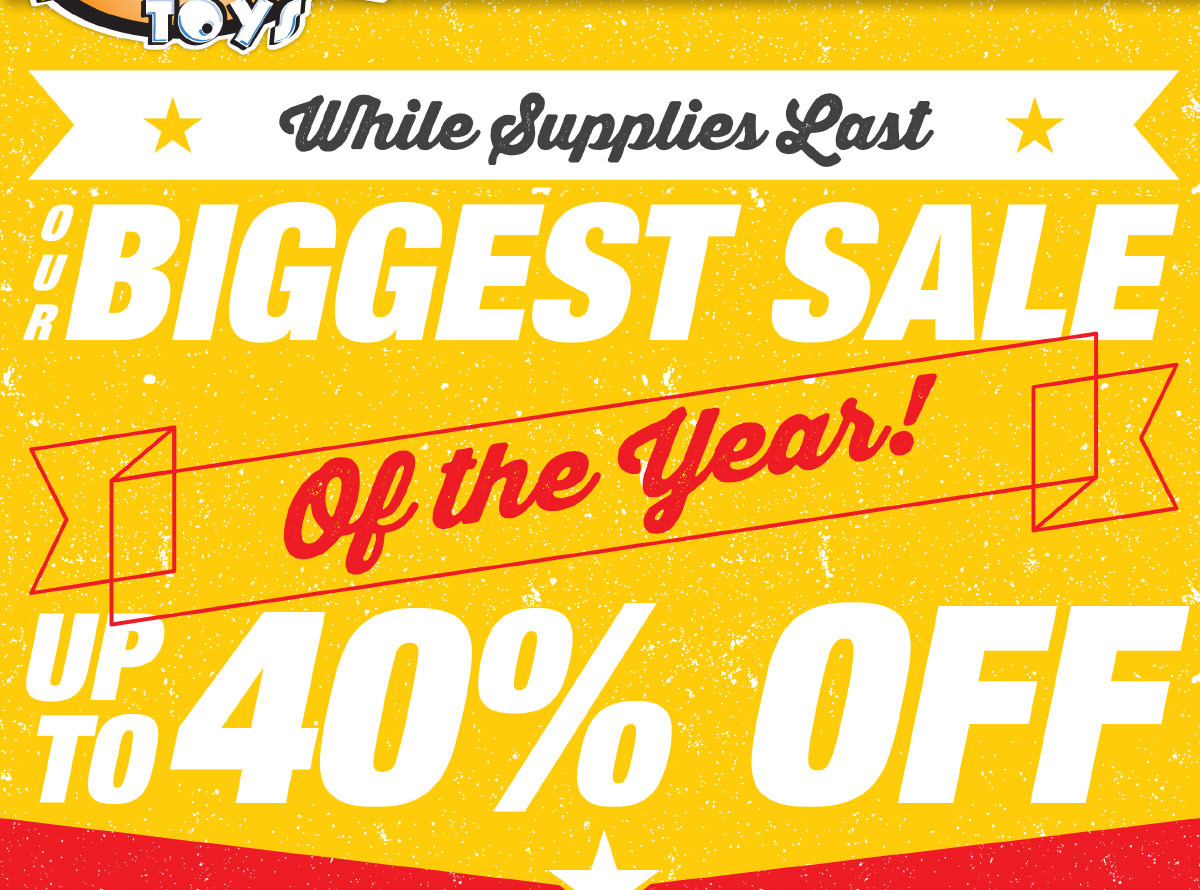 TOYS
While Supplies Last
OUR BIGGEST SALE
Of the Year!
UP TO 40% OFF